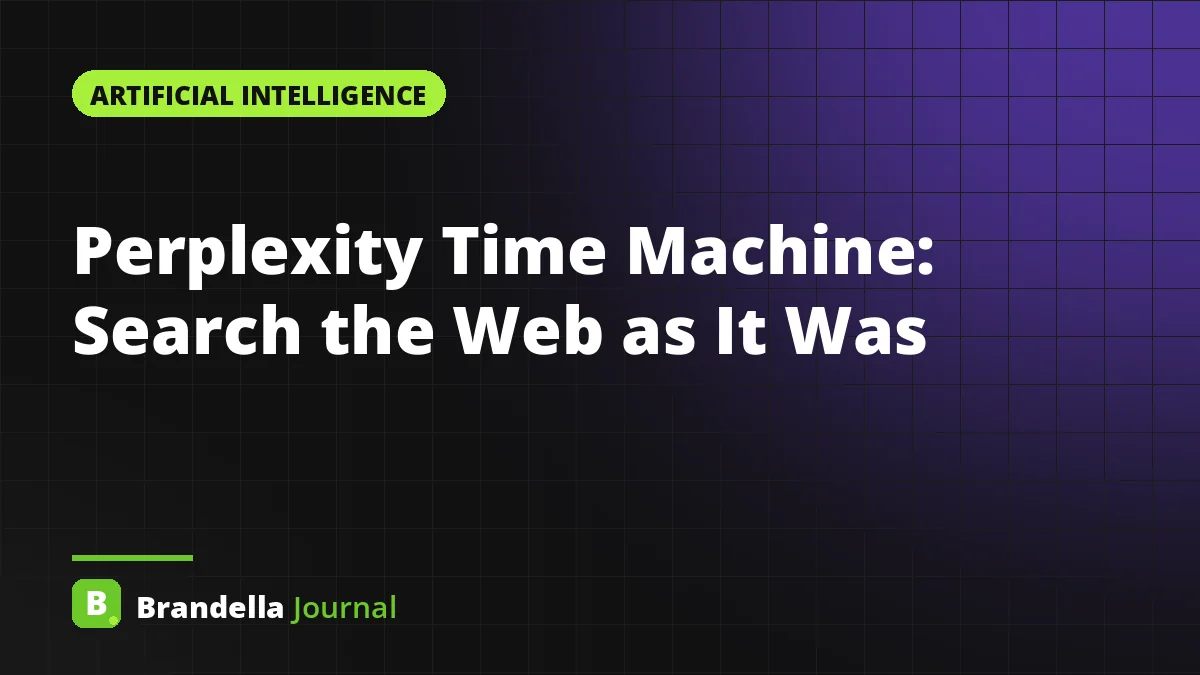 ARTIFICIAL INTELLIGENCE
Perplexity Time Machine:
Search the Web as It Was
B
Brandella Journal